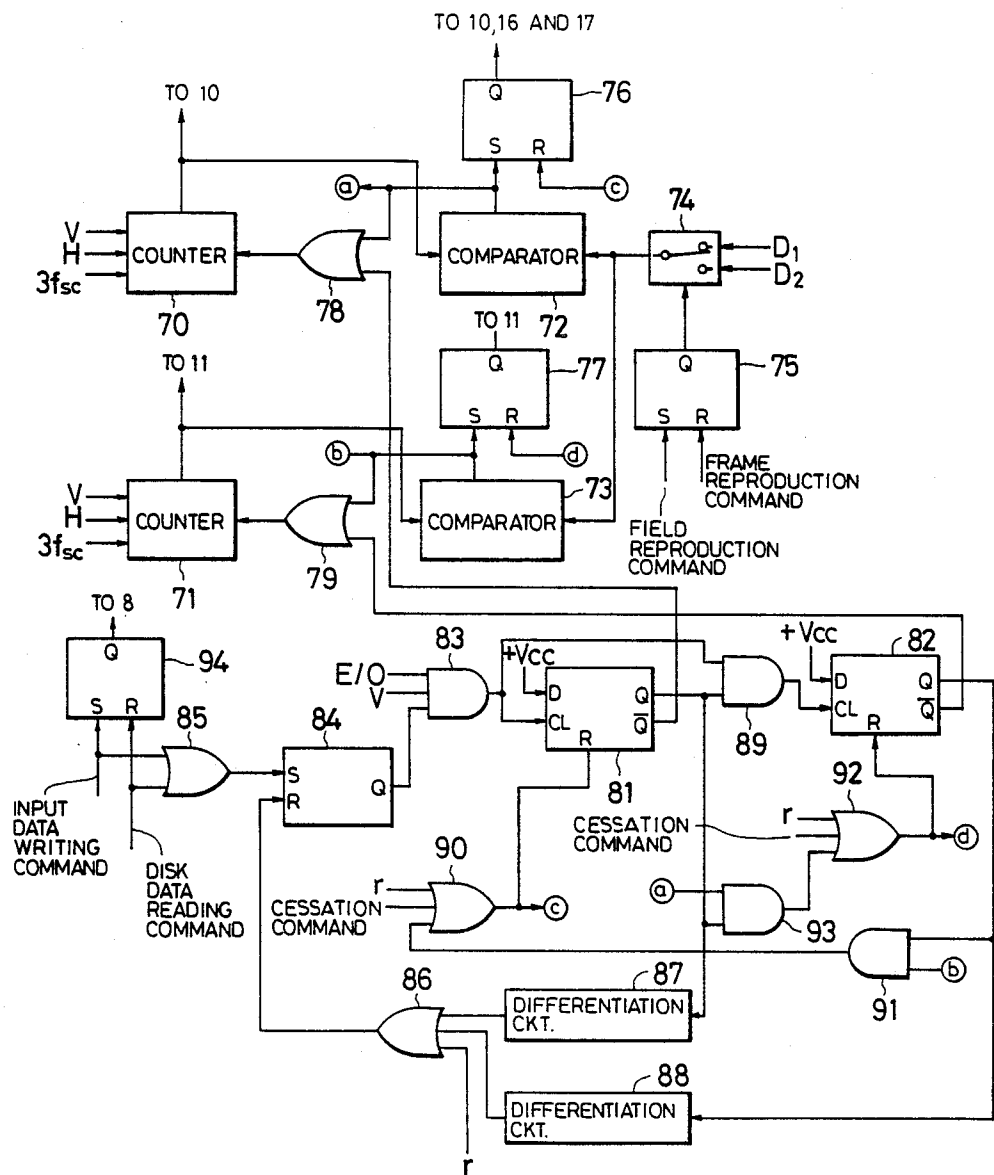 TO 10,16 AND 17
Q
76
S R
TO 10
ⓐ
ⓒ
74
V
H
3fsc
COUNTER
70
78
COMPARATOR
72
D1
D2
TO 11
TO 11
Q
77
S R
Q
75
S R
ⓑ
ⓓ
FRAME
REPRODUCTION
COMMAND
FIELD
REPRODUCTION
COMMAND
V
H
3fsc
COUNTER
71
79
73
COMPARATOR
TO 8
Q
94
S R
85
INPUT
DATA
WRITING
COMMAND
DISK
DATA
READING
COMMAND
84
S
R
Q
E/O
V
83
+Vcc
D
CL
R
Q
Q̅
81
89
+Vcc
82
D
CL
R
Q
Q̅
r
CESSATION
COMMAND
92
ⓓ
90
r
CESSATION
COMMAND
ⓒ
ⓐ
93
91
ⓑ
86
87
DIFFERENTIATION
CKT.
88
DIFFERENTIATION
CKT.
r